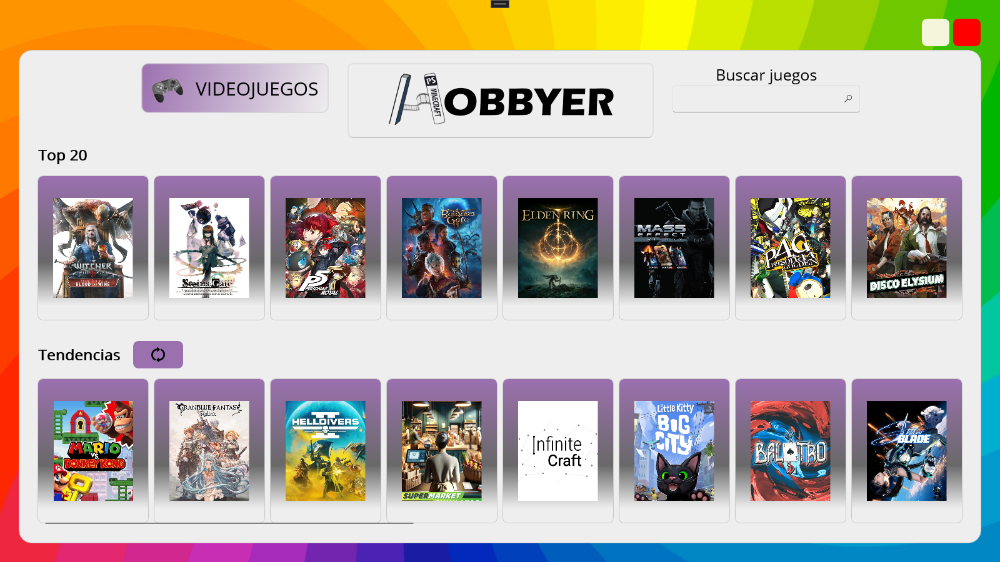 VIDEOJUEGOS
PS
MINECRAFT
HOBBYER
Buscar juegos
Top 20
THE
WITCHER
WILD HUNT
BLOOD AND WINE
Steins;Gate
P5
PERSONA5
ROYAL
Baldur's
Gate
ELDEN RING
MASS
EFFECT
TRILOGY
N7
P4G
Persona4
GOLDEN
DISCO ELYSIUM
Tendencias
MARIO
VS
DONKEY KONG
GRANBLUE FANTASY
Relink
HELLDIVERS
II
SUPERMARKET
Infinite
Craft
Little Kitty
BIG
CITY
BALATRO
BLADE